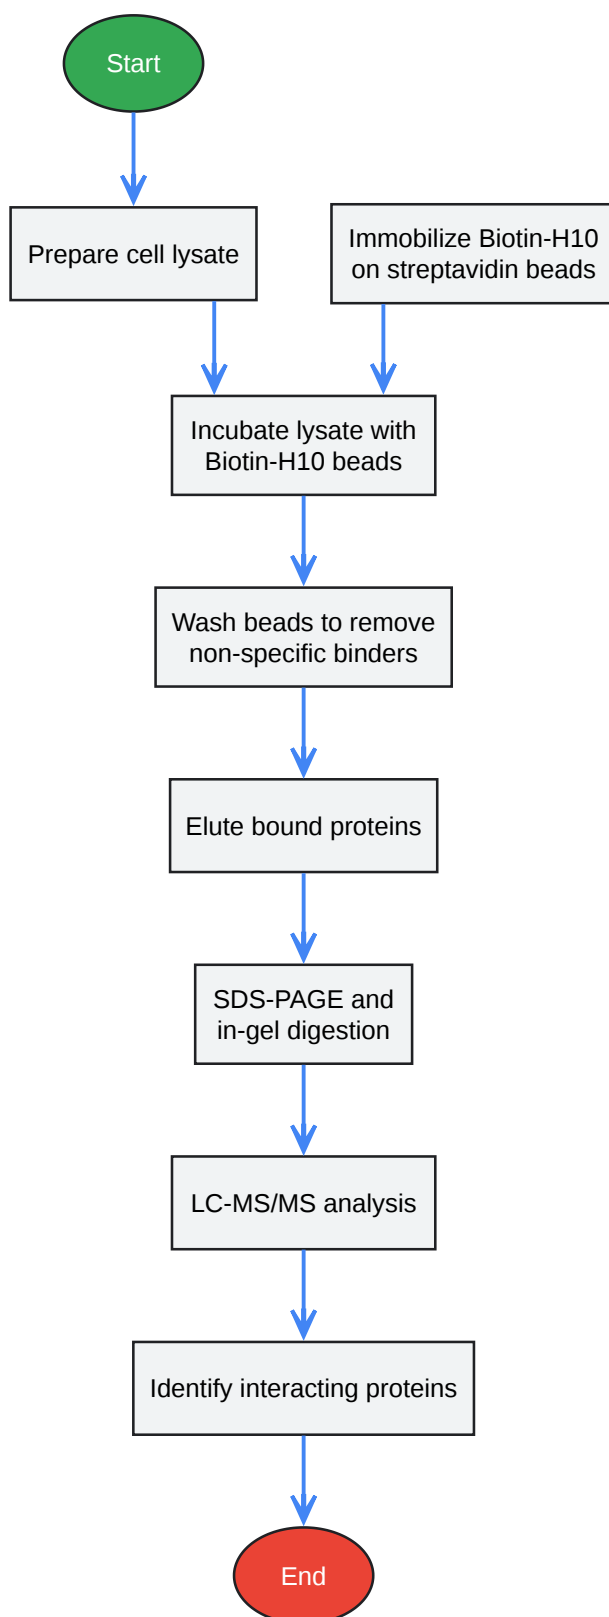 Start
Prepare cell lysate
Immobilize Biotin-H10
on streptavidin beads
Incubate lysate with
Biotin-H10 beads
Wash beads to remove
non-specific binders
Elute bound proteins
SDS-PAGE and
in-gel digestion
LC-MS/MS analysis
Identify interacting proteins
End